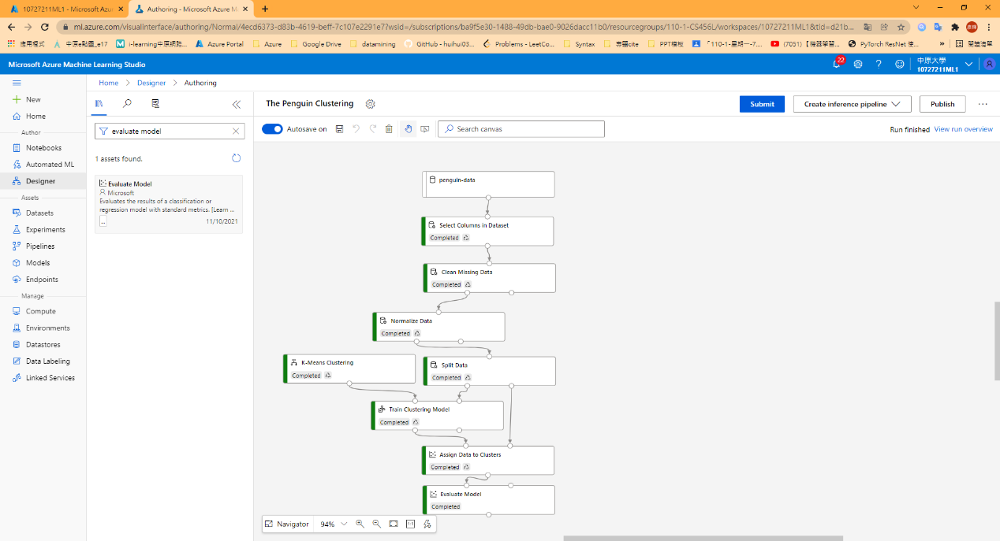 10727211ML1 - Microsoft Azur
Authoring - Microsoft Azure Ma
ml.azure.com/visualinterface/authoring/Normal/4ecd6373-d83b-4619-beff-7c107e2291e7?wsid=/subscriptions/ba9f5e30-1488-49db-bae0-9026dacc11b0/resourcegroups/110-1-CS456L/workspaces/10727211ML1&tid=d21b...
應用程式
中原e點靈_e17
i-learning中原網路...
Azure Portal
Azure
Google Drive
datamining
GitHub - huihui03...
Problems - LeetCo...
Syntax
專題cite
PPT模板
「110-1-星期一-7....
(7051)【機器學習...
PyTorch ResNet 使...
»
閱讀清單
Microsoft Azure Machine Learning Studio
22
中原大學
10727211ML1
Home > Designer > Authoring
New
Home
Author
Notebooks
Automated ML
Designer
Assets
Datasets
Experiments
Pipelines
Models
Endpoints
Manage
Compute
Environments
Datastores
Data Labeling
Linked Services
evaluate model
1 assets found.
Evaluate Model
Microsoft
Evaluates the results of a classification or
regression model with standard metrics. [Learn ...
...
11/10/2021
The Penguin Clustering
Submit
Create inference pipeline
Publish
...
Autosave on
Search canvas
Run finished View run overview
penguin-data
Select Columns in Dataset
Completed
Clean Missing Data
Completed
Normalize Data
Completed
K-Means Clustering
Completed
Split Data
Completed
Train Clustering Model
Completed
Assign Data to Clusters
Completed
Evaluate Model
Completed
Navigator
94%